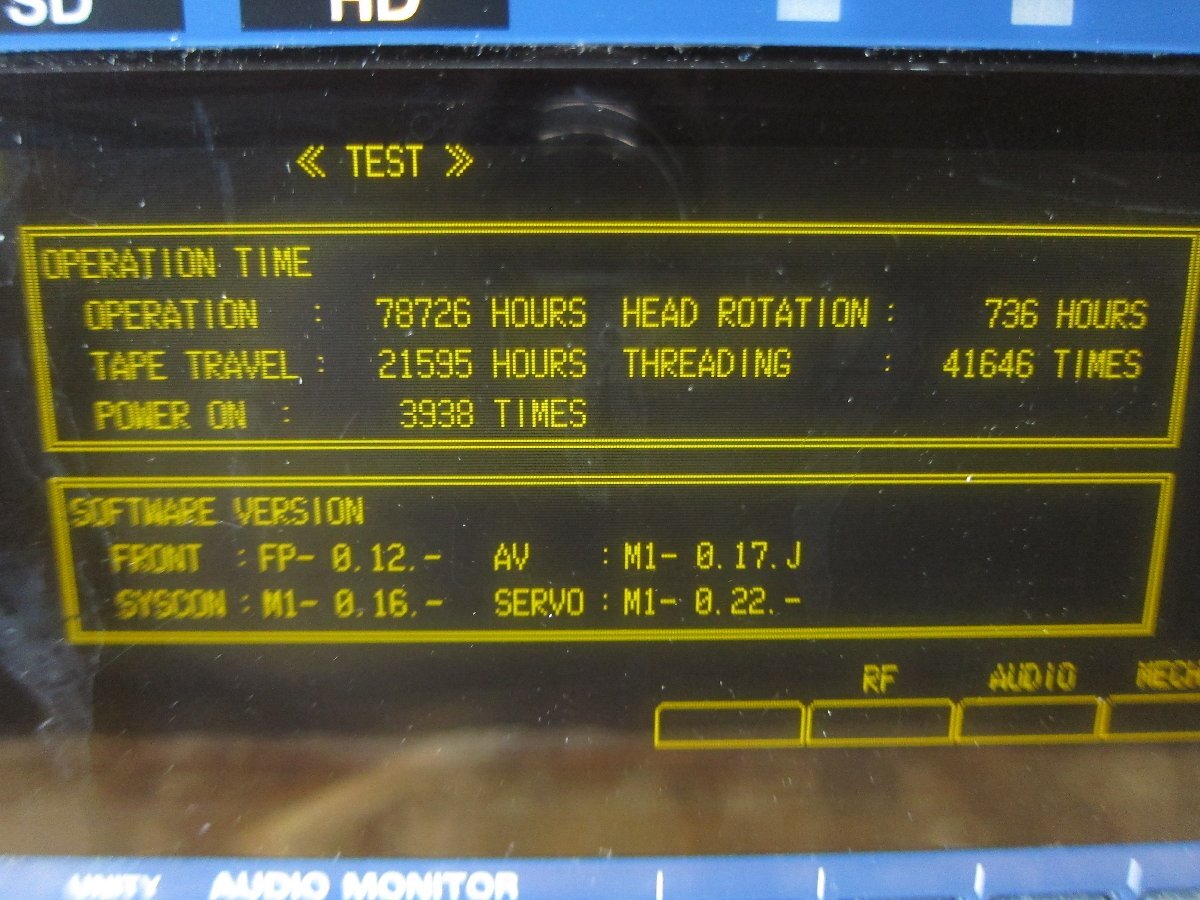 SD HD
≪ TEST ≫
OPERATION TIME
OPERATION : 78726 HOURS HEAD ROTATION : 736 HOURS
TAPE TRAVEL : 21595 HOURS THREADING : 41646 TIMES
POWER ON : 3938 TIMES
SOFTWARE VERSION
FRONT : FP- 0.12.- AV : M1- 0.17.J
SYSCON : M1- 0.16.- SERVO : M1- 0.22.-
RF AUDIO MECH
UNITY AUDIO MONITOR